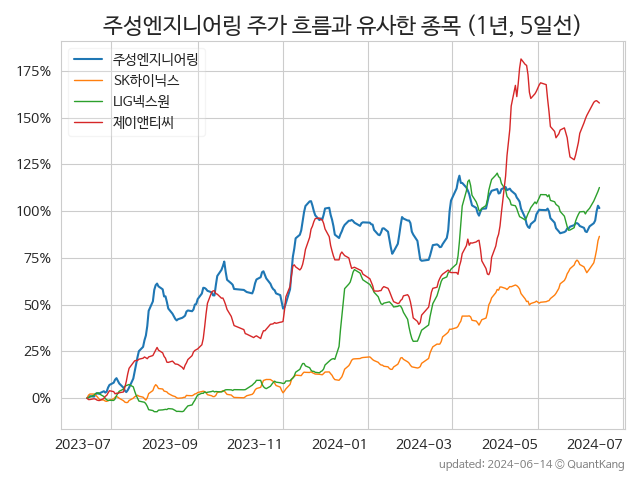 주성엔지니어링 주가 흐름과 유사한 종목 (1년, 5일선)
주성엔지니어링
SK하이닉스
LIG넥스원
제이앤티씨
175%
150%
125%
100%
75%
50%
25%
0%
2023-07 2023-09 2023-11 2024-01 2024-03 2024-05 2024-07
updated: 2024-06-14 © QuantKang